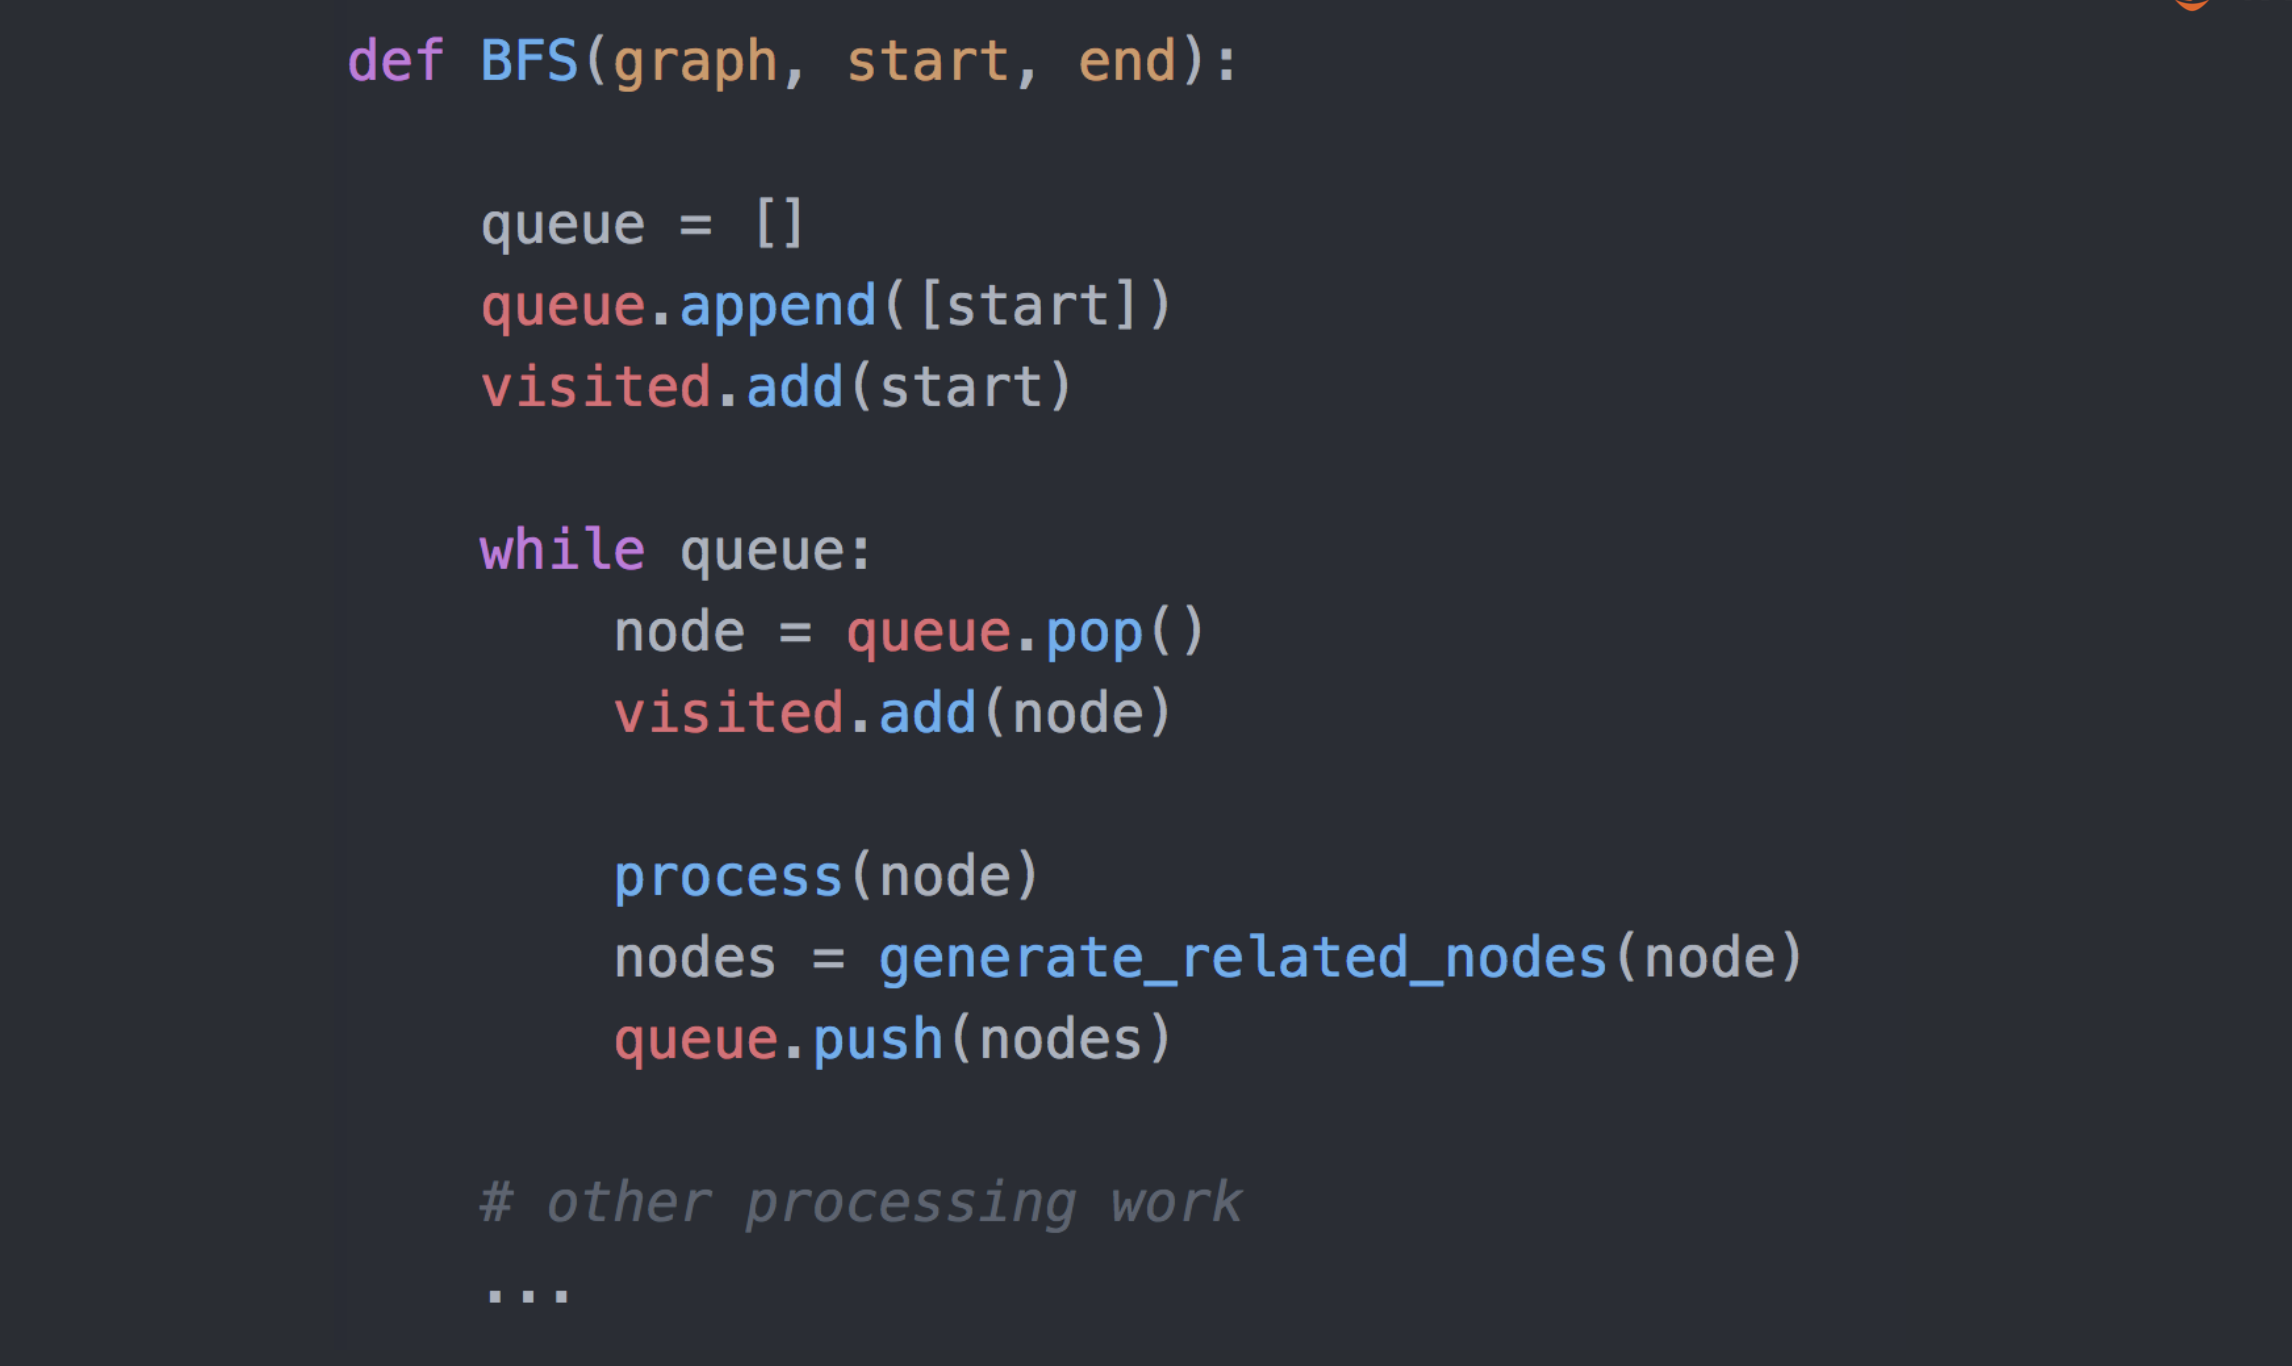 def BFS(graph, start, end):
queue = []
queue.append([start])
visited.add(start)
while queue:
node = queue.pop()
visited.add(node)
process(node)
nodes = generate_related_nodes(node)
queue.push(nodes)
# other processing work
...